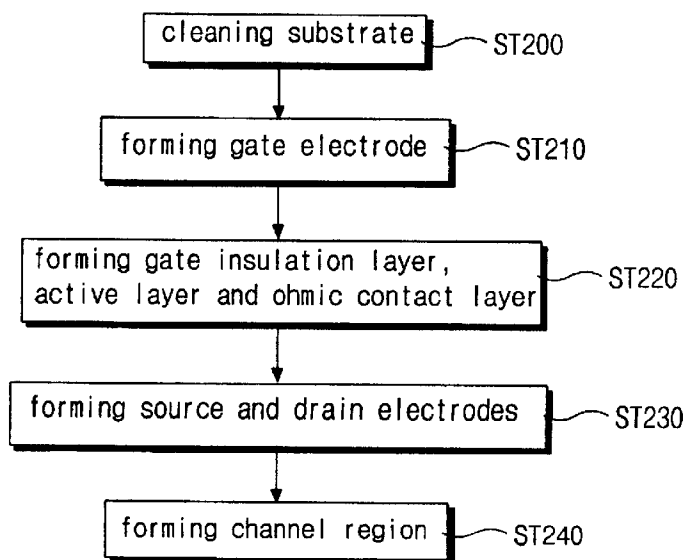 cleaning substrate
ST200
forming gate electrode
ST210
forming gate insulation layer,
active layer and ohmic contact layer
ST220
forming source and drain electrodes
ST230
forming channel region
ST240